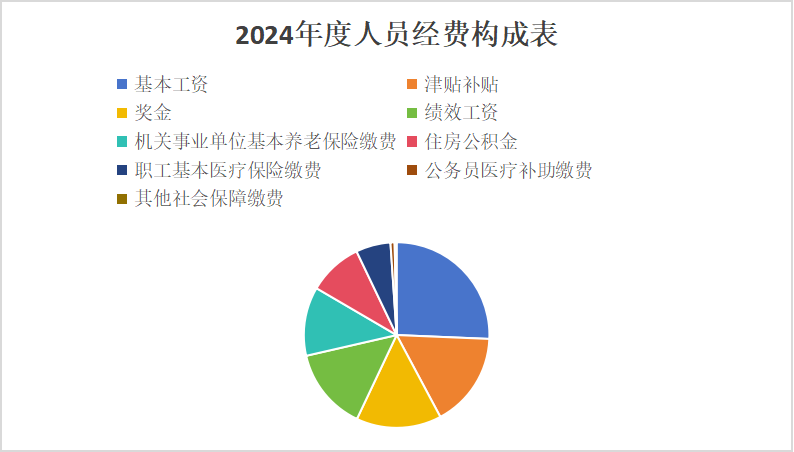 2024年度人员经费构成表
基本工资
津贴补贴
奖金
绩效工资
机关事业单位基本养老保险缴费
住房公积金
职工基本医疗保险缴费
公务员医疗补助缴费
其他社会保障缴费